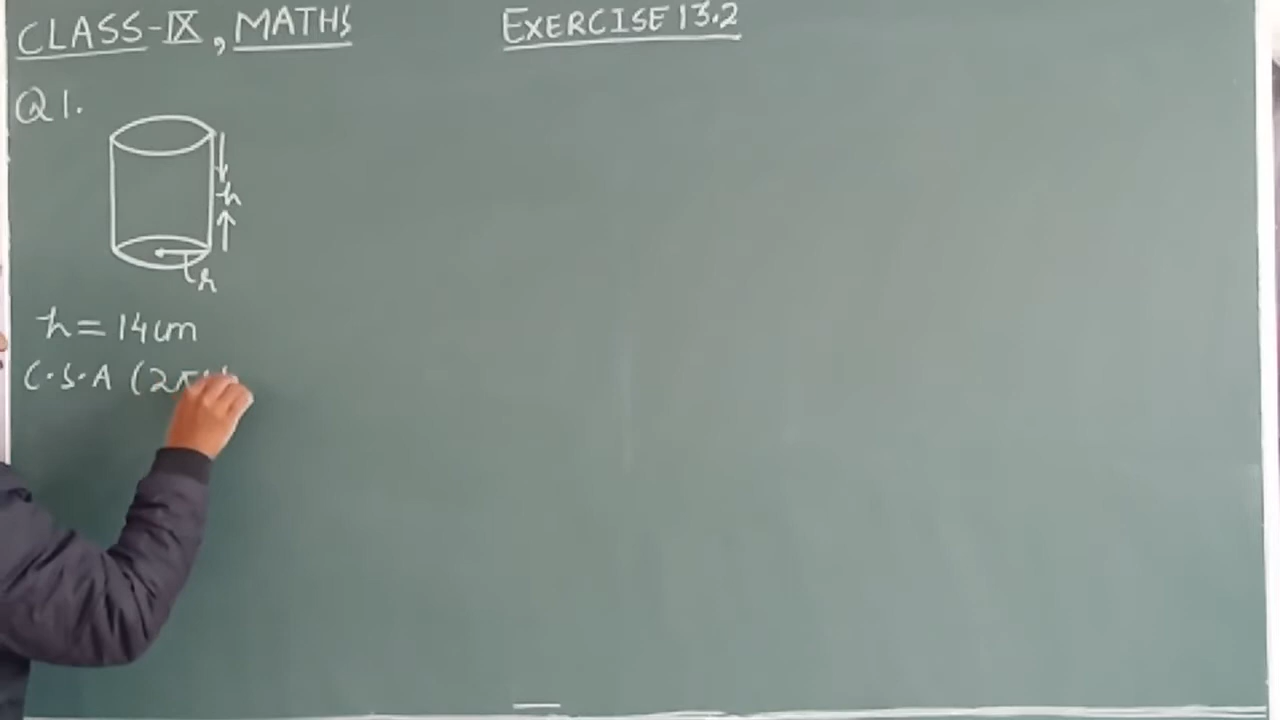 CLASS-IX, MATHS
EXERCISE 13.2
Q1.
h
r
h = 14cm
C.S.A (2π